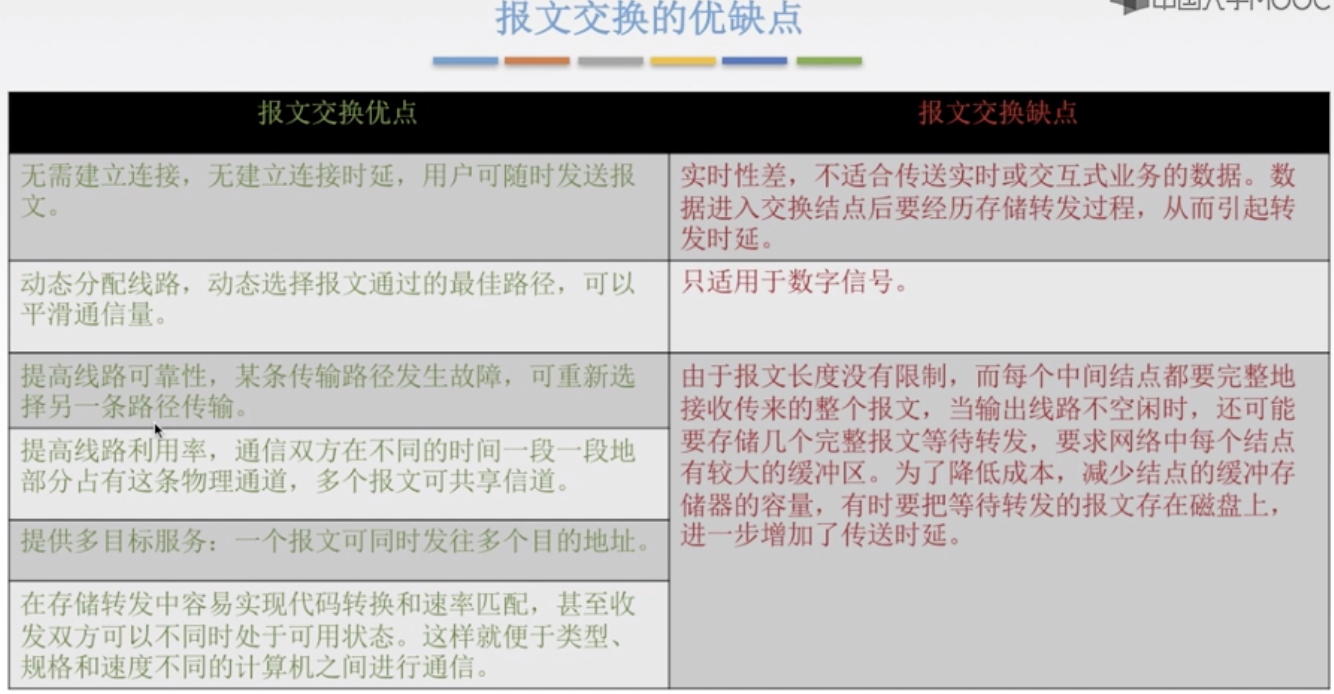 报文交换的优缺点
中国大学MOOC
报文交换优点
报文交换缺点
无需建立连接，无建立连接时延，用户可随时发送报
文。
实时性差，不适合传送实时或交互式业务的数据。数
据进入交换结点后要经历存储转发过程，从而引起转
发时延。
动态分配线路，动态选择报文通过的最佳路径，可以
平滑通信量。
只适用于数字信号。
提高线路可靠性，某条传输路径发生故障，可重新选
择另一条路径传输。
提高线路利用率，通信双方在不同的时间一段一段地
部分占有这条物理通道，多个报文可共享信道。
提供多目标服务：一个报文可同时发往多个目的地址。
在存储转发中容易实现代码转换和速率匹配，甚至收
发双方可以不同时处于可用状态。这样就便于类型、
规格和速度不同的计算机之间进行通信。
由于报文长度没有限制，而每个中间结点都要完整地
接收传来的整个报文，当输出线路不空闲时，还可能
要存储几个完整报文等待转发，要求网络中每个结点
有较大的缓冲区。为了降低成本，减少结点的缓冲存
储器的容量，有时要把等待转发的报文存在磁盘上，
进一步增加了传送时延。